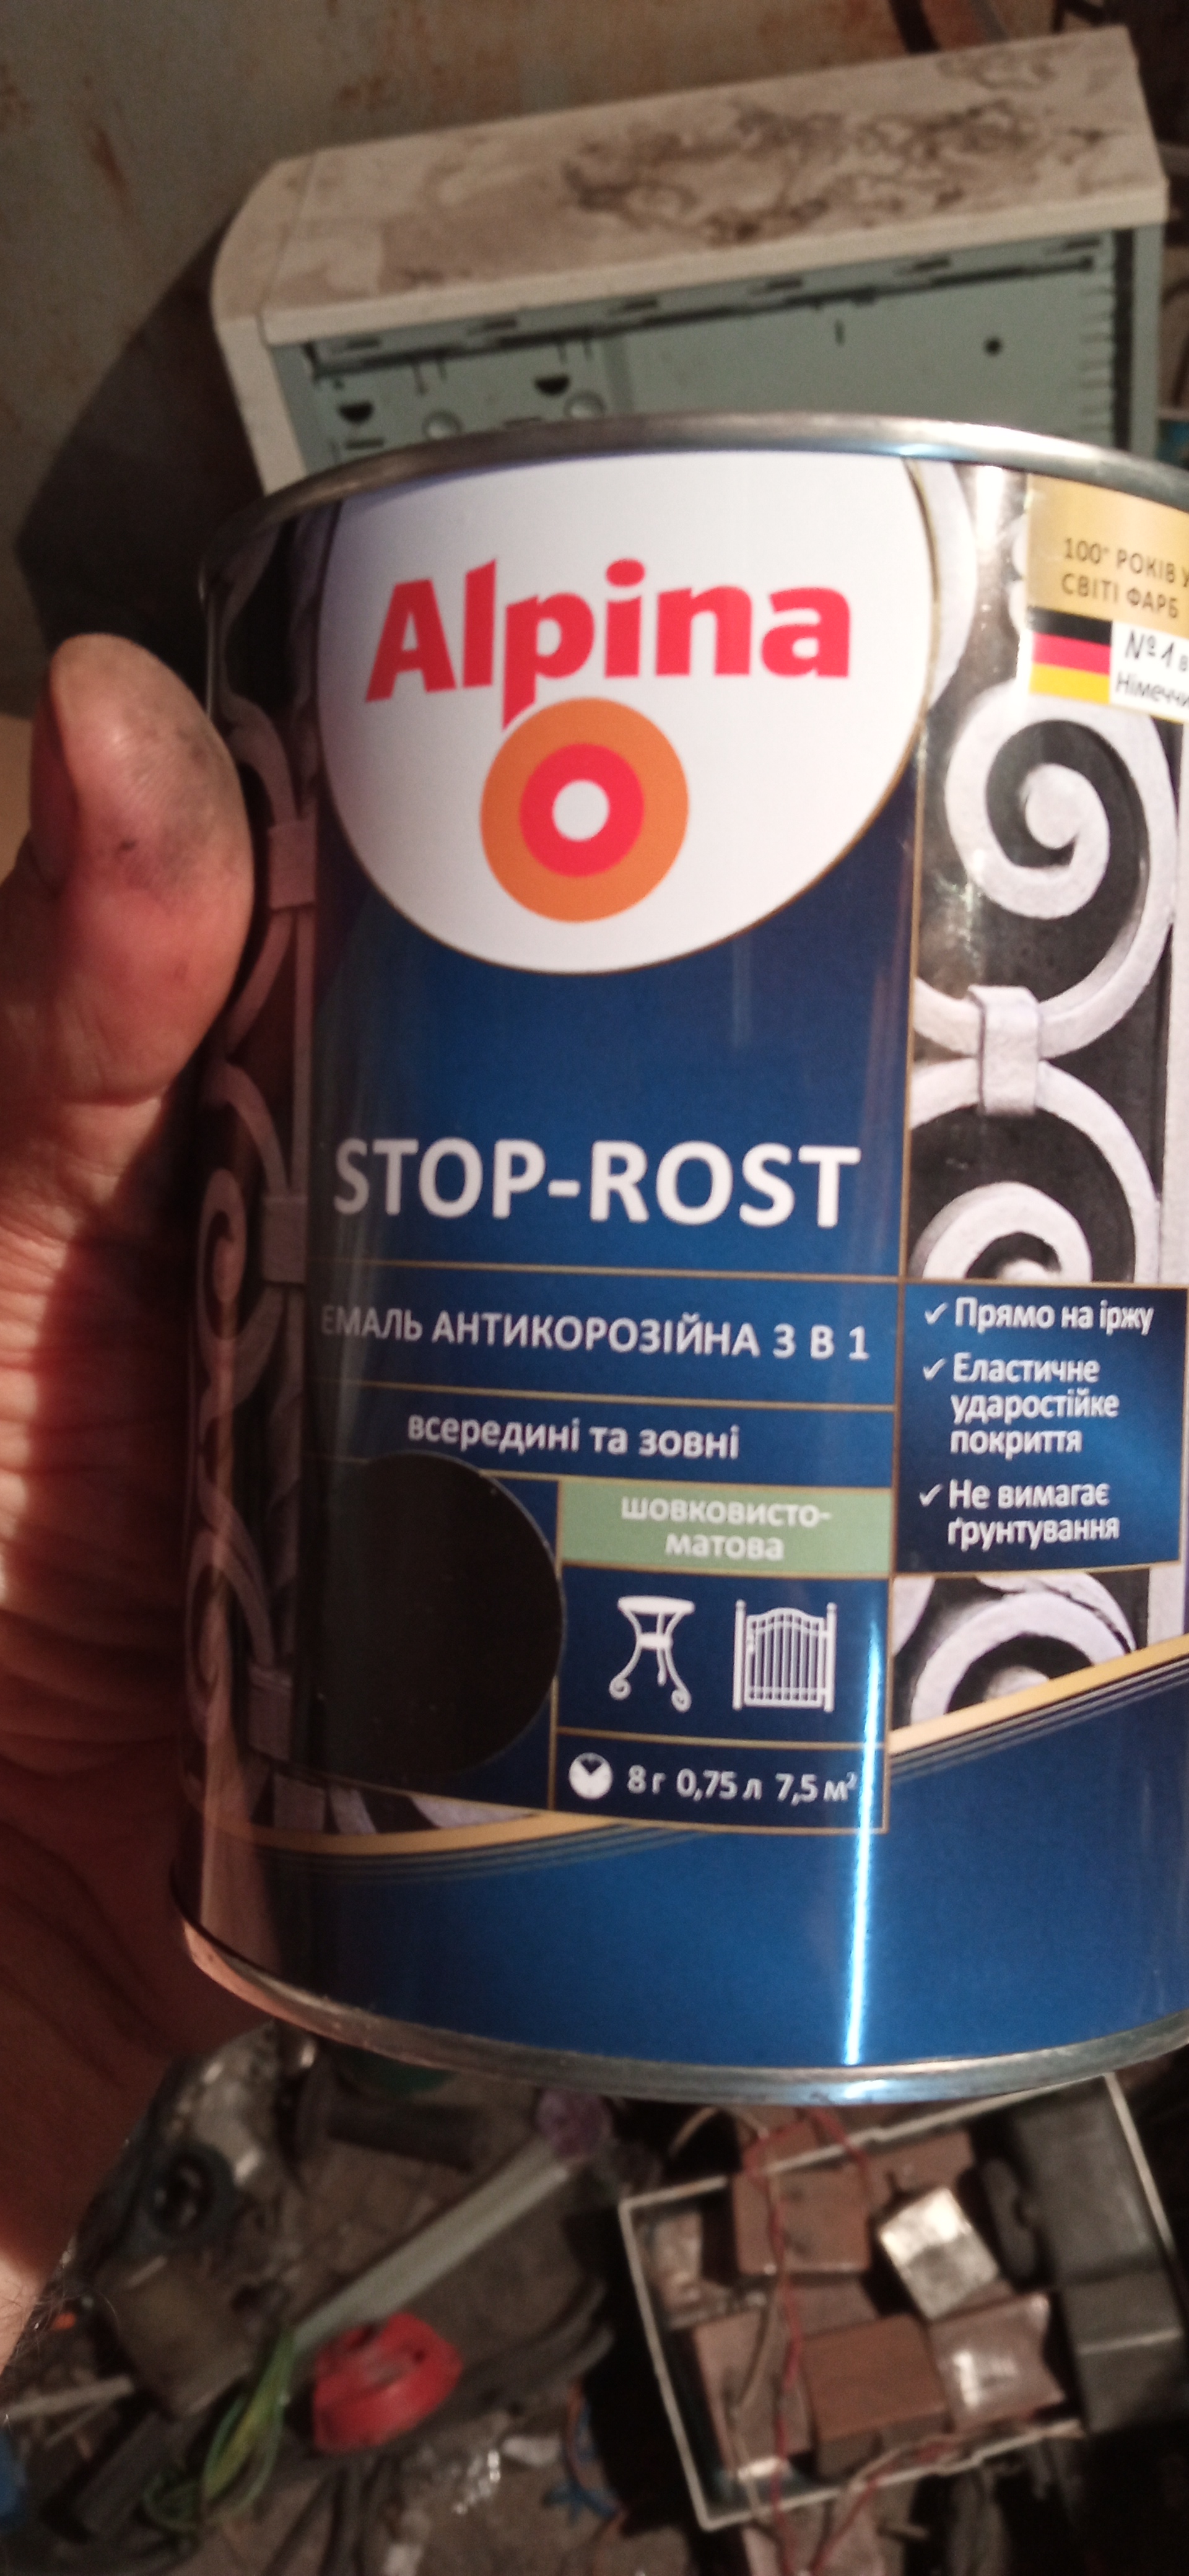 Alpina
100° РОКІВ У
СВІТІ ФАРБ
№1 в
STOP-ROST
ЕМАЛЬ АНТИКОРОЗІЙНА 3 В 1
всередині та зовні
шовковисто-
матова
8 г 0,75 л 7,5 м²
✓ Прямо на іржу
✓ Еластичне
ударостійке
покриття
✓ Не вимагає
ґрунтування